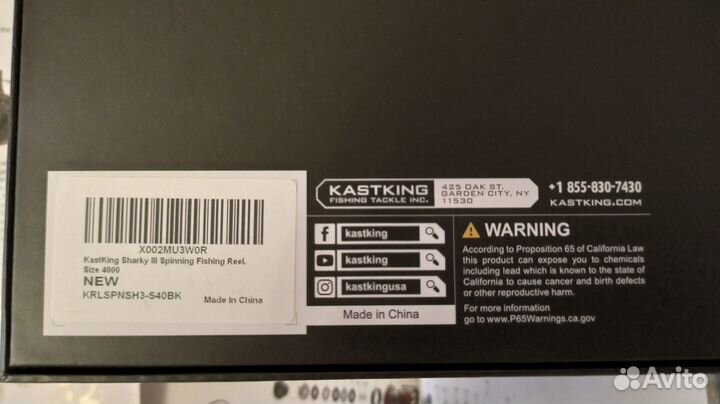 KASTKING
FISHING TACKLE INC.
425 OAK ST.
GARDEN CITY, NY
11530
+1 855-830-7430
KASTKING.COM
X002MU3W0R
KastKing Sharky III Spinning Fishing Reel,
Size 4000
NEW
KRLSPNSH3-S40BK
Made In China
kastking
kastking
kastkingusa
Made in China
WARNING
According to Proposition 65 of California Law
this product can expose you to chemicals
including lead which is known to the state of
California to cause cancer and birth defects
or other reproductive harm.
For more information
go to www.P65Warnings.ca.gov
Avito